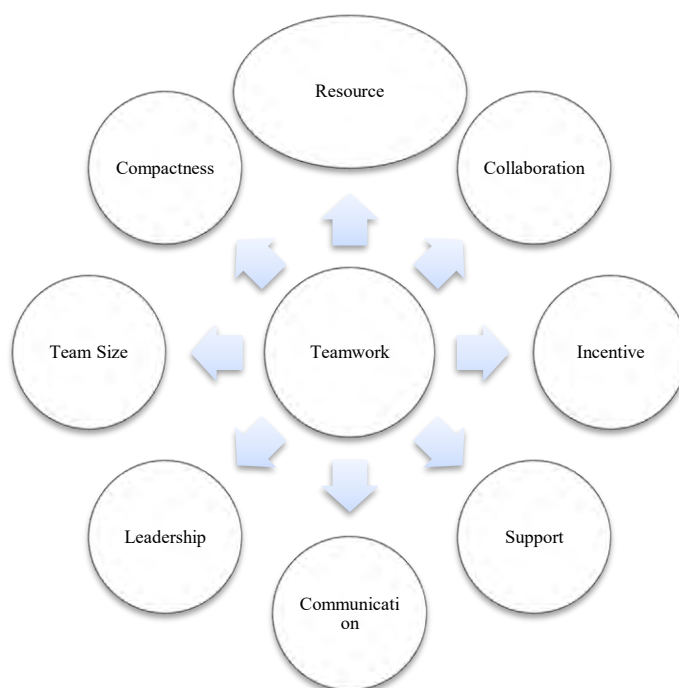 Resource
Compactness
Collaboration
Team Size
Teamwork
Incentive
Leadership
Support
Communicati
on